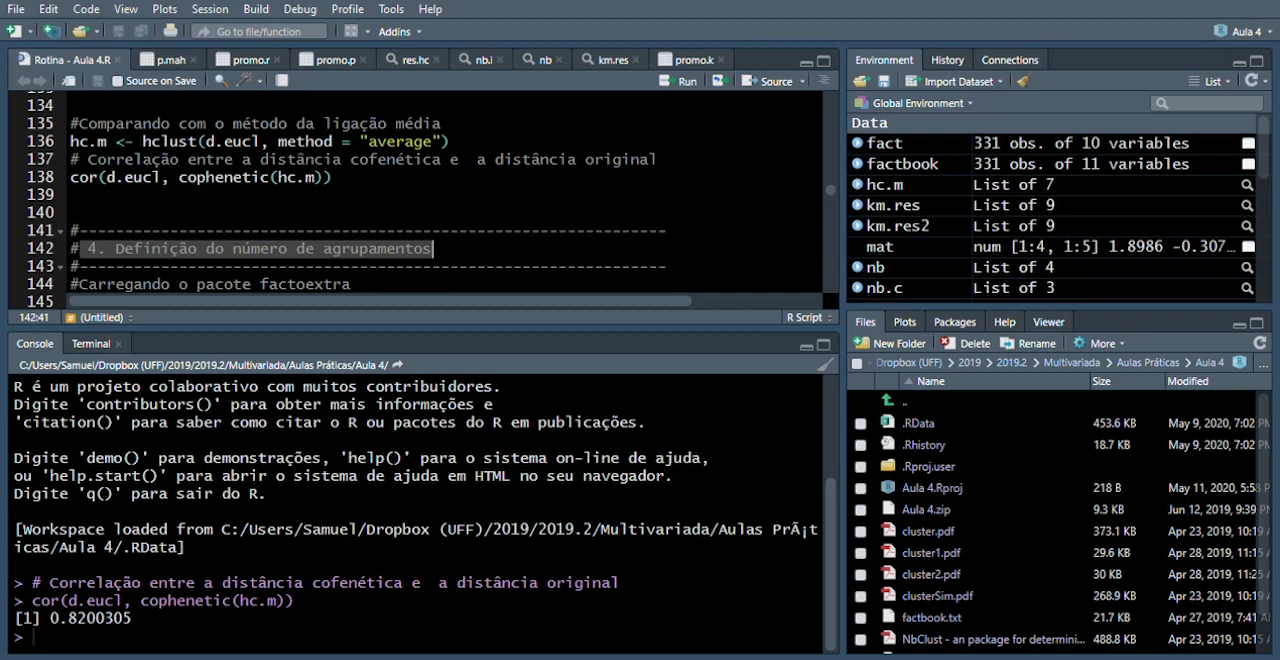 File Edit Code View Plots Session Build Debug Profile Tools Help
Go to file/function Addins Aula 4
Rotina - Aula 4.R p.mah promo.r promo.p res.hc nb.l nb km.res promo.k
Source on Save Run Source
134
135 #Comparando com o método da ligação média
136 hc.m <- hclust(d.eucl, method = "average")
137 # Correlação entre a distância cofenética e  a distância original
138 cor(d.eucl, cophenetic(hc.m))
139
140
141 #-----------------------------------------------------------------
142 # 4. Definição do número de agrupamentos
143 #-----------------------------------------------------------------
144 #Carregando o pacote factoextra
145
142:41 (Untitled) R Script
Console Terminal
C:/Users/Samuel/Dropbox (UFF)/2019/2019.2/Multivariada/Aulas Práticas/Aula 4/
R é um projeto colaborativo com muitos contribuidores.
Digite 'contributors()' para obter mais informações e
'citation()' para saber como citar o R ou pacotes do R em publicações.
Digite 'demo()' para demonstrações, 'help()' para o sistema on-line de ajuda,
ou 'help.start()' para abrir o sistema de ajuda em HTML no seu navegador.
Digite 'q()' para sair do R.
[Workspace loaded from C:/Users/Samuel/Dropbox (UFF)/2019/2019.2/Multivariada/Aulas PrÃ¡t
icas/Aula 4/.RData]
> # Correlação entre a distância cofenética e  a distância original
> cor(d.eucl, cophenetic(hc.m))
[1] 0.8200305
>
Environment History Connections
Import Dataset List
Global Environment
Data
fact 331 obs. of 10 variables
factbook 331 obs. of 11 variables
hc.m List of 7
km.res List of 9
km.res2 List of 9
mat num [1:4, 1:5] 1.8986 -0.307…
nb List of 4
nb.c List of 3
Files Plots Packages Help Viewer
New Folder Delete Rename More
Dropbox (UFF) > 2019 > 2019.2 > Multivariada > Aulas Práticas > Aula 4 ...
Name Size Modified
..
.RData 453.6 KB May 9, 2020, 7:02 PM
.Rhistory 18.7 KB May 9, 2020, 7:02 PM
.Rproj.user
Aula 4.Rproj 218 B May 11, 2020, 5:58 P
Aula 4.zip 9.3 KB Jun 12, 2019, 9:39 P
cluster.pdf 373.1 KB Apr 23, 2019, 10:19
cluster1.pdf 29.6 KB Apr 28, 2019, 11:15
cluster2.pdf 30 KB Apr 28, 2019, 11:25
clusterSim.pdf 268.9 KB Apr 23, 2019, 10:19
factbook.txt 21.7 KB Apr 27, 2019, 7:41 A
NbClust - an package for determini... 488.8 KB Apr 23, 2019, 10:19